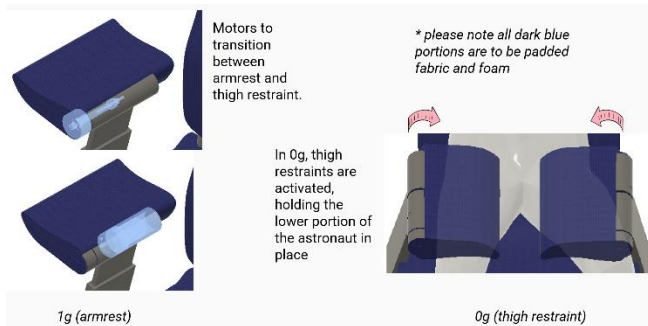 Motors to
transition
between
armrest and
thigh restraint.
* please note all dark blue
portions are to be padded
fabric and foam
In 0g, thigh
restraints are
activated,
holding the
lower portion of
the astronaut in
place
1g (armrest)
0g (thigh restraint)